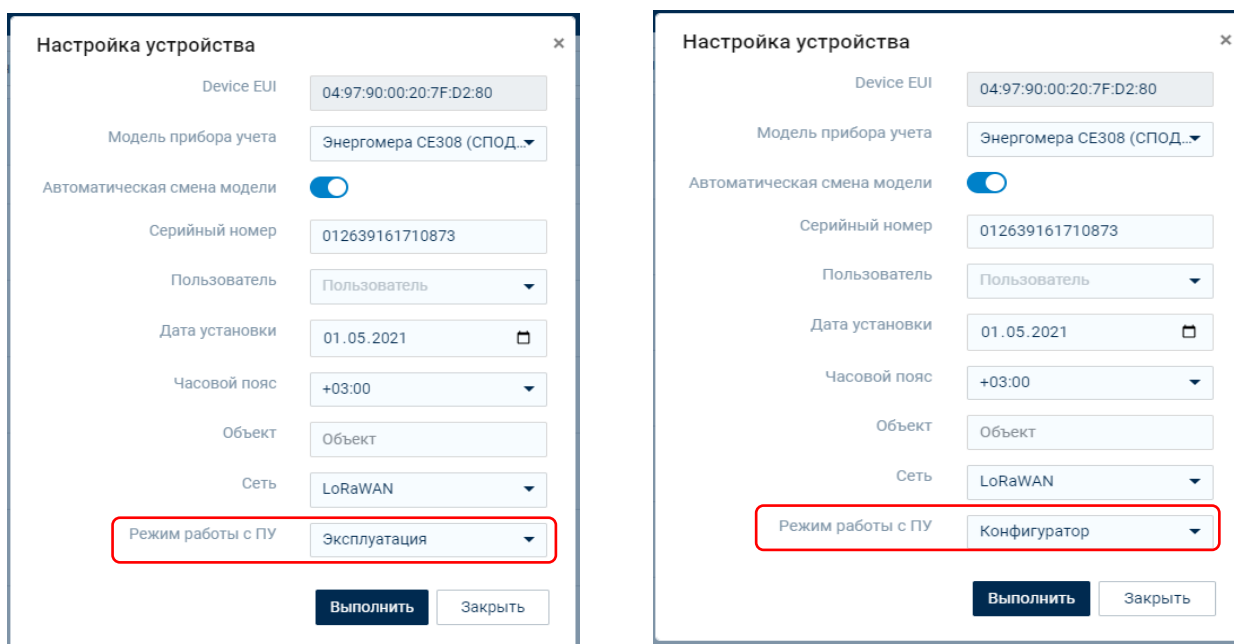 Настройка устройства ×
Device EUI 04:97:90:00:20:7F:D2:80
Модель прибора учета Энергомера CE308 (СПОД...
Автоматическая смена модели
Серийный номер 012639161710873
Пользователь Пользователь
Дата установки 01.05.2021
Часовой пояс +03:00
Объект Объект
Сеть LoRaWAN
Режим работы с ПУ Эксплуатация
Выполнить Закрыть
Настройка устройства ×
Device EUI 04:97:90:00:20:7F:D2:80
Модель прибора учета Энергомера CE308 (СПОД...
Автоматическая смена модели
Серийный номер 012639161710873
Пользователь Пользователь
Дата установки 01.05.2021
Часовой пояс +03:00
Объект Объект
Сеть LoRaWAN
Режим работы с ПУ Конфигуратор
Выполнить Закрыть